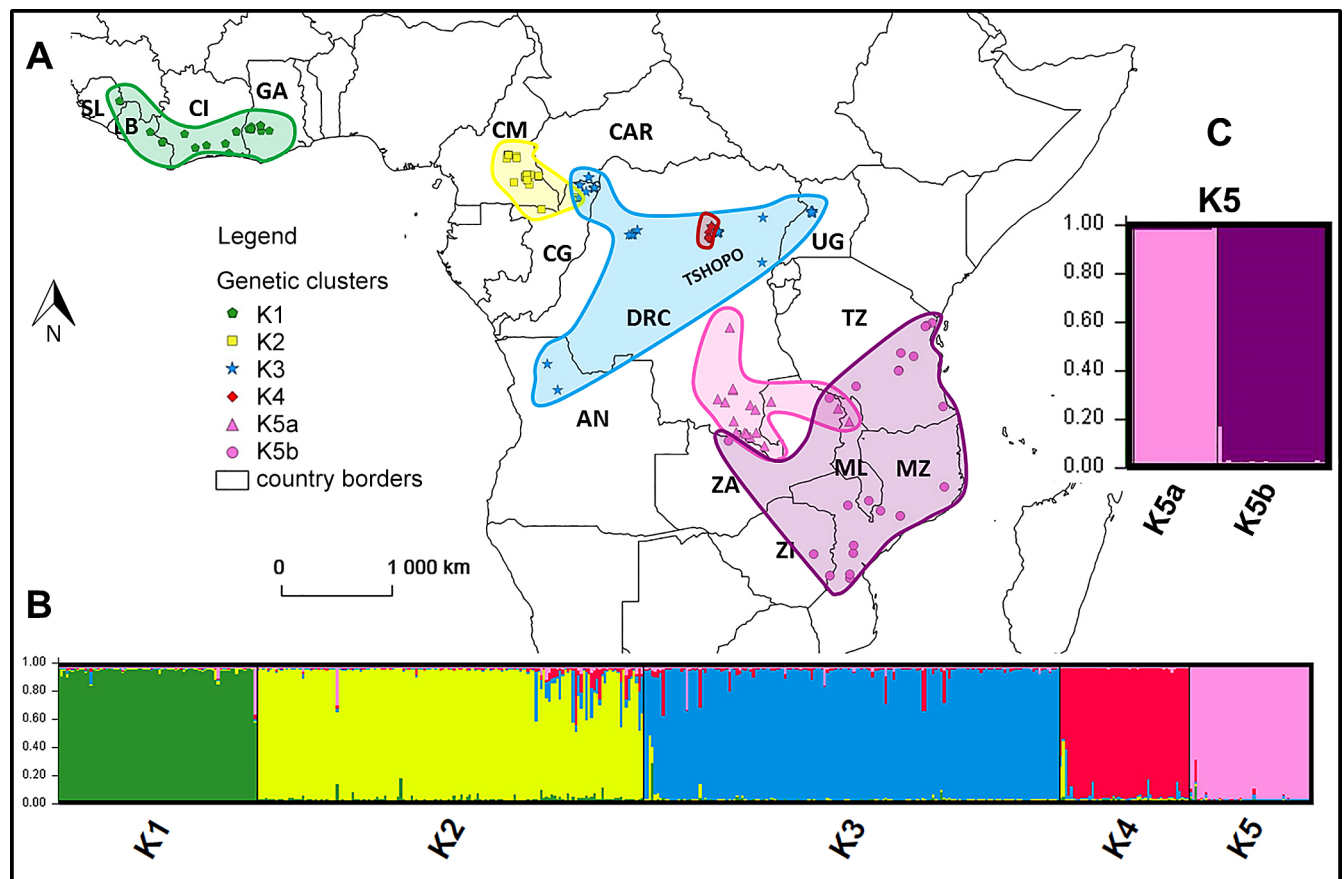 A
SL
LB
CI
GA
CM
CAR
CG
UG
TSHOPO
DRC
TZ
AN
ZA
ML
MZ
ZI
Legend
Genetic clusters
K1
K2
K3
K4
K5a
K5b
country borders
N
0 1 000 km
C
K5
1.00
0.80
0.60
0.40
0.20
0.00
K5a
K5b
B
1.00
0.80
0.60
0.40
0.20
0.00
K1
K2
K3
K4
K5